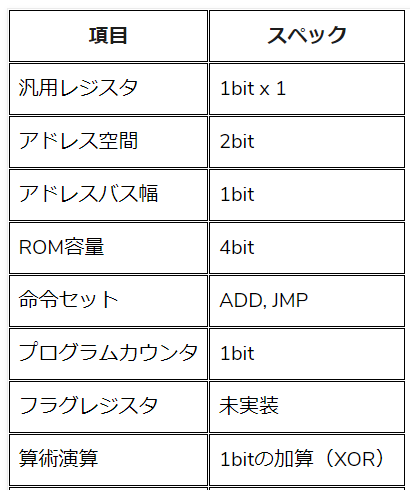 項目 スペック
汎用レジスタ 1bit x 1
アドレス空間 2bit
アドレスバス幅 1bit
ROM容量 4bit
命令セット ADD, JMP
プログラムカウンタ 1bit
フラグレジスタ 未実装
算術演算 1bitの加算（XOR）